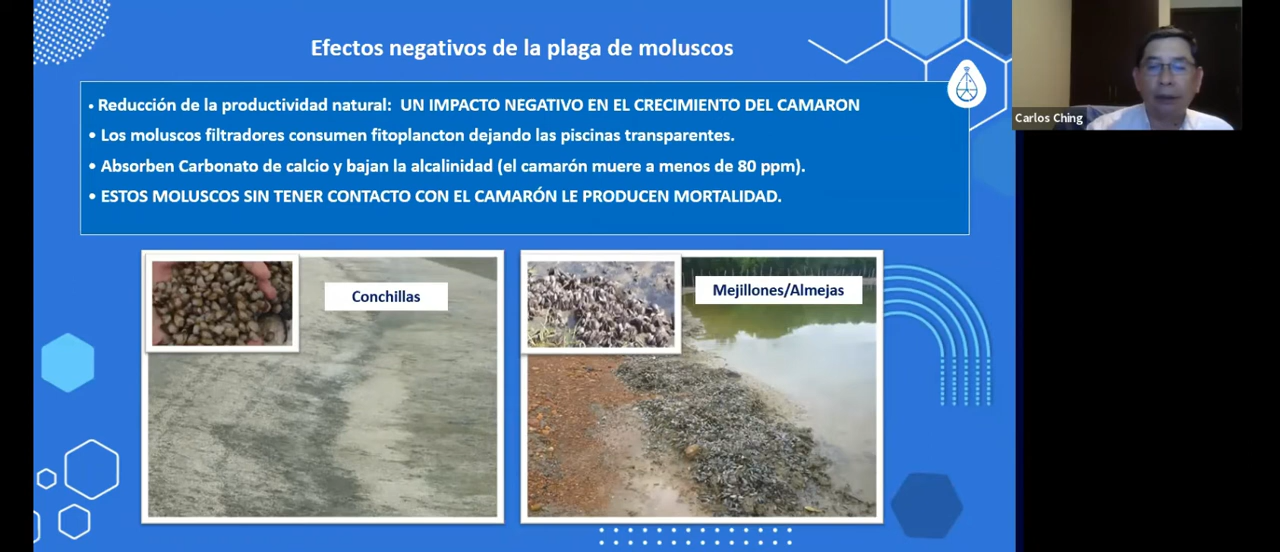 Efectos negativos de la plaga de moluscos
• Reducción de la productividad natural: UN IMPACTO NEGATIVO EN EL CRECIMIENTO DEL CAMARON
• Los moluscos filtradores consumen fitoplancton dejando las piscinas transparentes.
• Absorben Carbonato de calcio y bajan la alcalinidad (el camarón muere a menos de 80 ppm).
• ESTOS MOLUSCOS SIN TENER CONTACTO CON EL CAMARÓN LE PRODUCEN MORTALIDAD.
Carlos Ching
Conchillas
Mejillones/Almejas